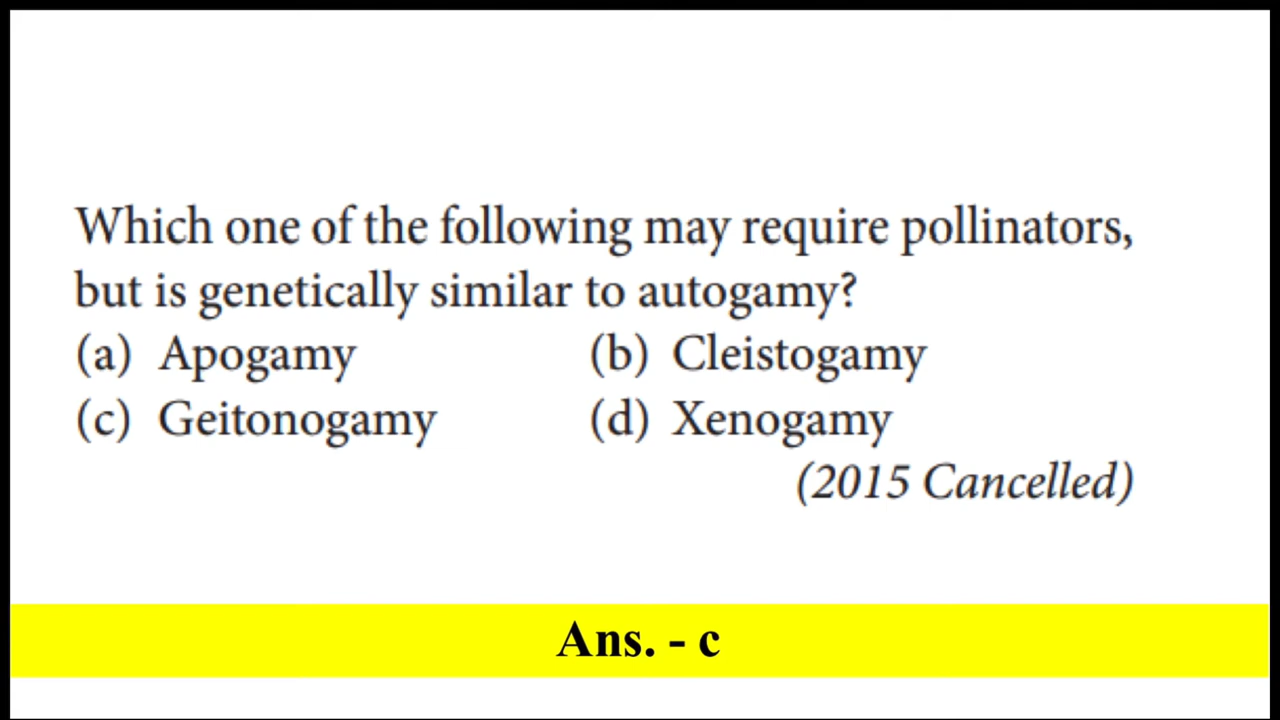 Which one of the following may require pollinators,
but is genetically similar to autogamy?
(a) Apogamy (b) Cleistogamy
(c) Geitonogamy (d) Xenogamy
(2015 Cancelled)
Ans. - c